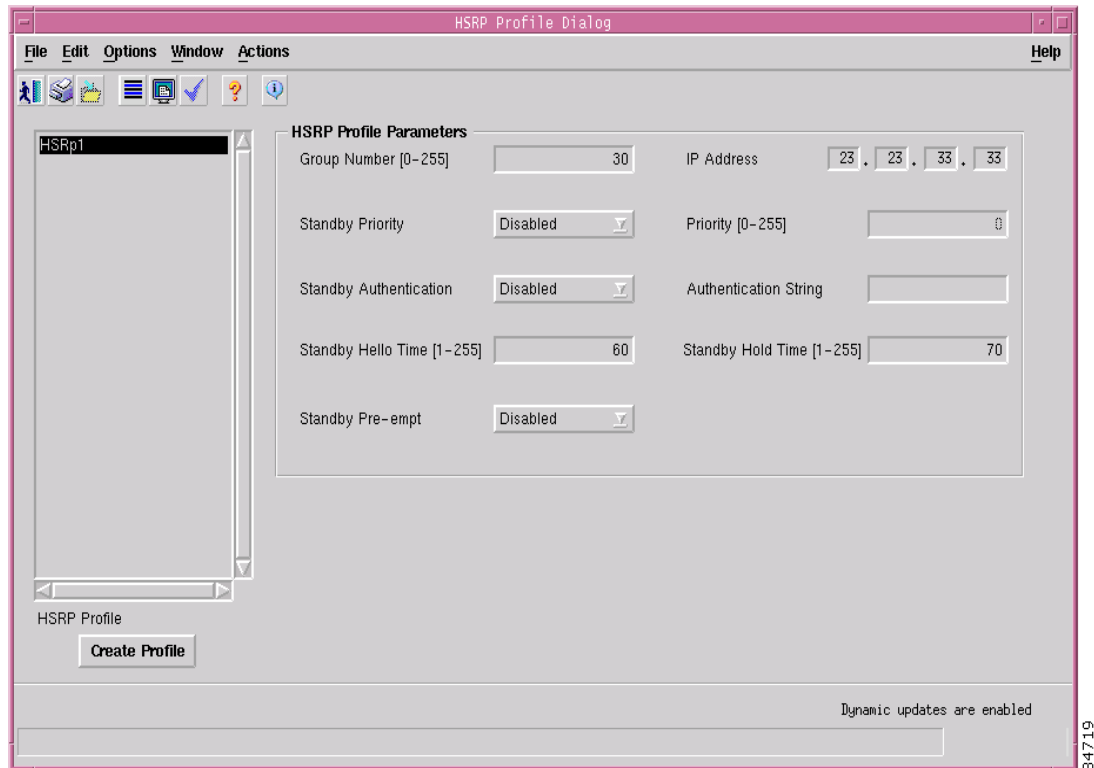 HSRP Profile Dialog
File Edit Options Window Actions Help
HSRp1
HSRP Profile Parameters
Group Number [0-255] 30 IP Address 23 . 23 . 33 . 33
Standby Priority Disabled Priority [0-255] 0
Standby Authentication Disabled Authentication String
Standby Hello Time [1-255] 60 Standby Hold Time [1-255] 70
Standby Pre-empt Disabled
HSRP Profile
Create Profile
Dynamic updates are enabled
84719